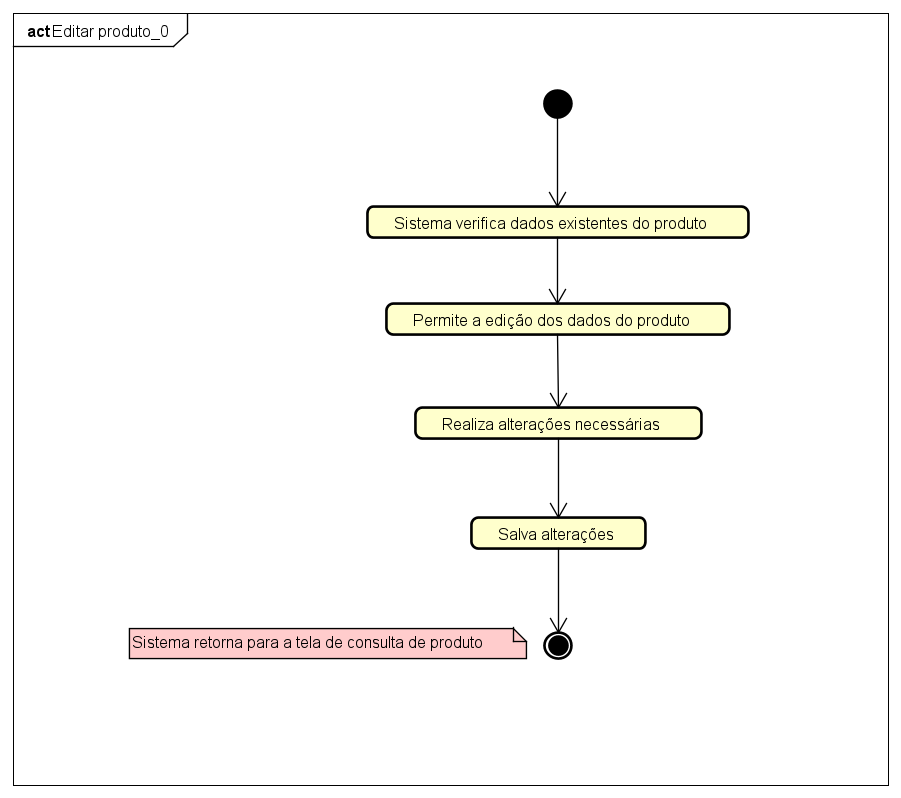 act Editar produto_0
Sistema verifica dados existentes do produto
Permite a edição dos dados do produto
Realiza alterações necessárias
Salva alterações
Sistema retorna para a tela de consulta de produto